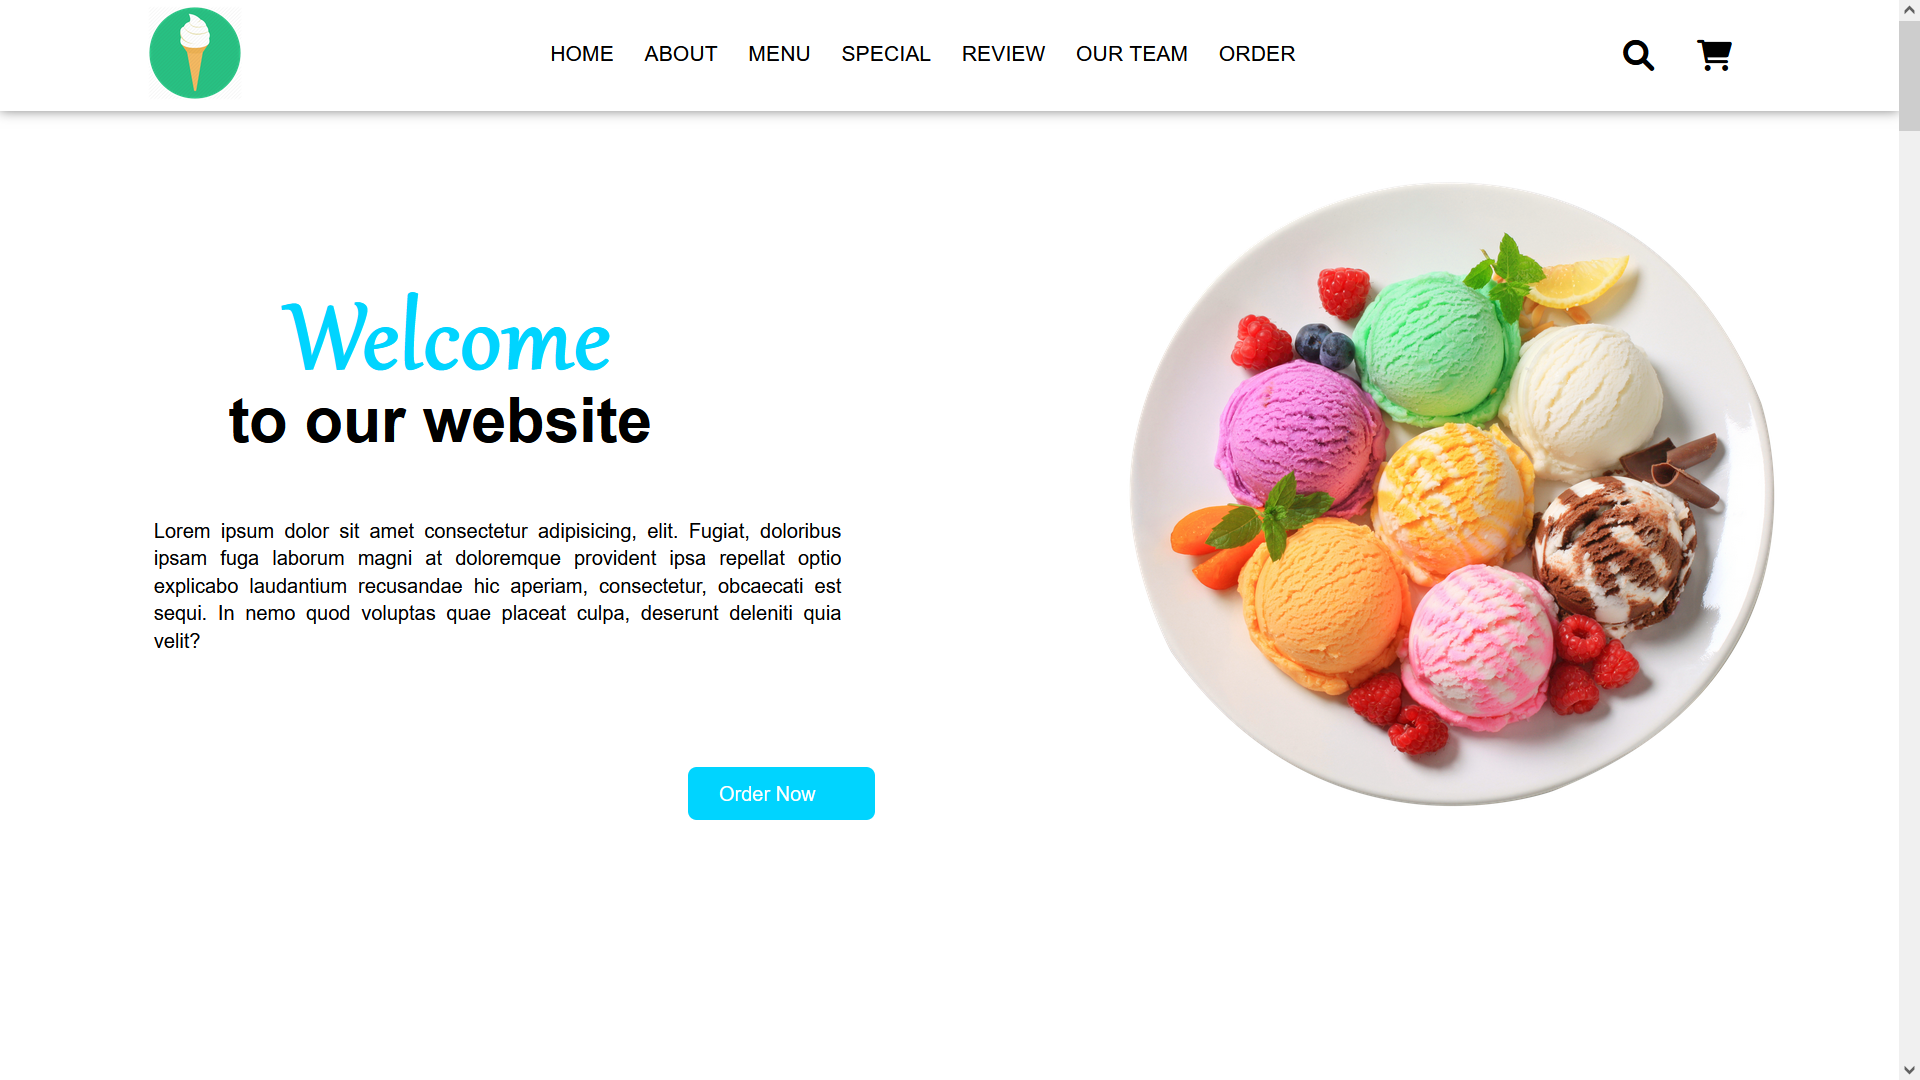 HOME ABOUT MENU SPECIAL REVIEW OUR TEAM ORDER
Welcome
to our website
Lorem ipsum dolor sit amet consectetur adipisicing, elit. Fugiat, doloribus
ipsam fuga laborum magni at doloremque provident ipsa repellat optio
explicabo laudantium recusandae hic aperiam, consectetur, obcaecati est
sequi. In nemo quod voluptas quae placeat culpa, deserunt deleniti quia
velit?
Order Now